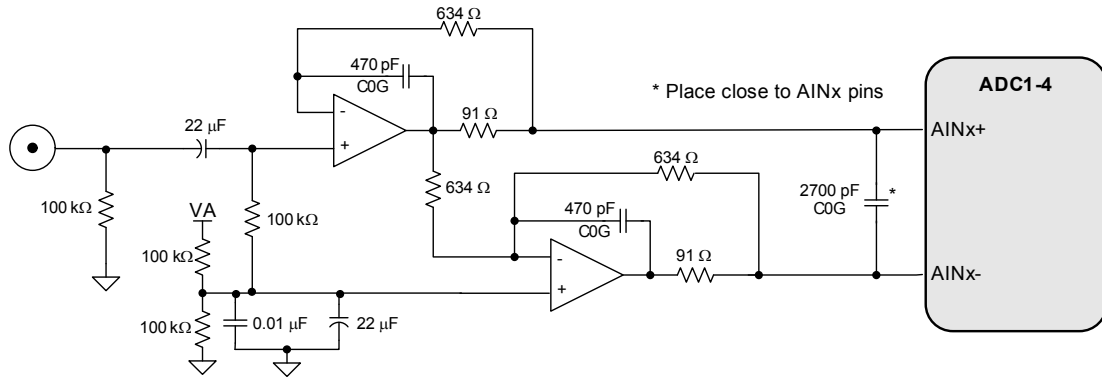 634 Ω
470 pF
C0G
* Place close to AINx pins
ADC1-4
22 µF
-
+
91 Ω
AINx+
634 Ω
634 Ω
100 kΩ
VA
100 kΩ
470 pF
C0G
2700 pF
C0G
*
100 kΩ
-
+
91 Ω
AINx-
100 kΩ
0.01 µF
22 µF